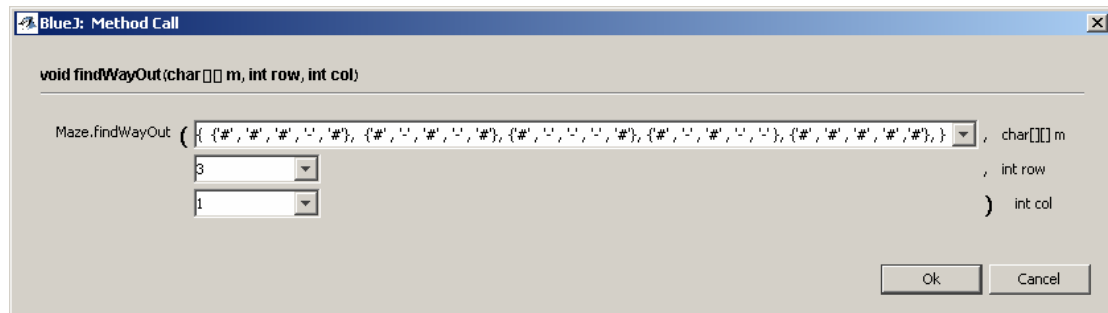 BlueJ: Method Call
void findWayOut(char[][] m, int row, int col)
Maze.findWayOut ( { {'#', '#', '#', '-', '#'}, {'#', '-', '#', '-', '#'}, {'#', '-', '-', '-', '#'}, {'#', '-', '#', '-', '-'}, {'#', '#', '#', '#','#'}, } , char[][] m
3 , int row
1 ) int col
Ok Cancel